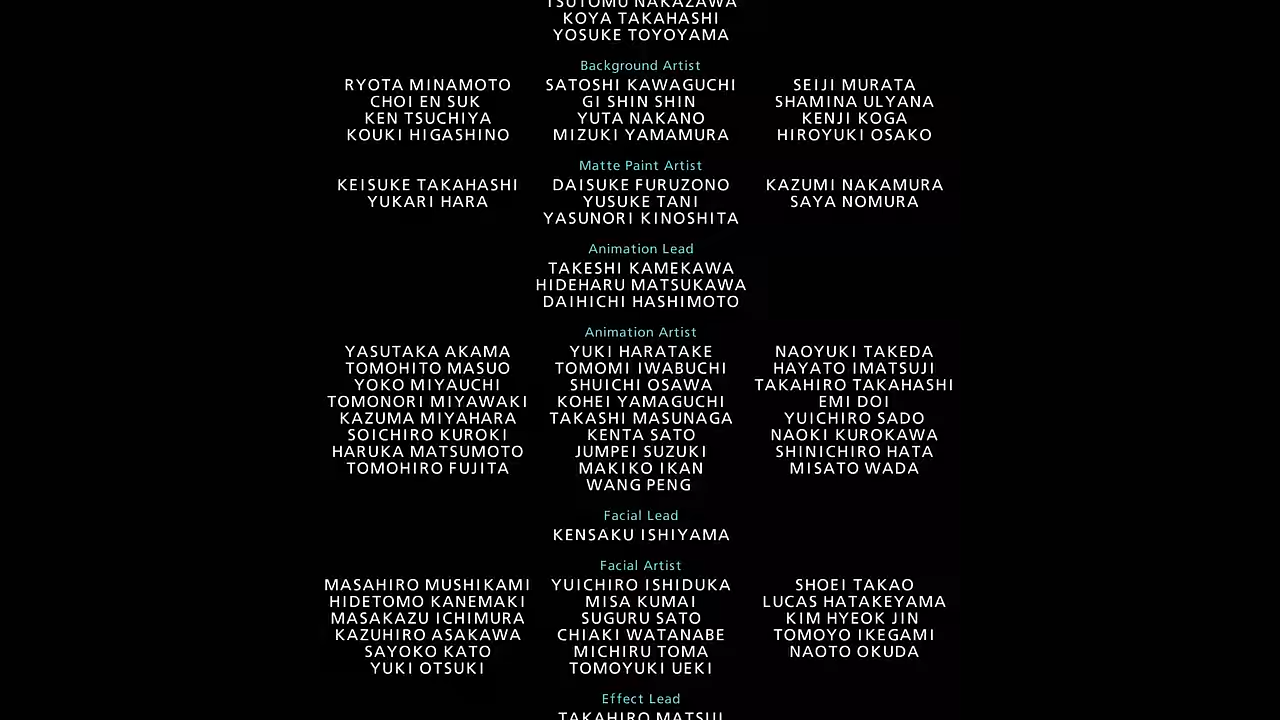 TSUTOMU NAKAZAWA
KOYA TAKAHASHI
YOSUKE TOYOYAMA
Background Artist
RYOTA MINAMOTO SATOSHI KAWAGUCHI SEIJI MURATA
CHOI EN SUK GI SHIN SHIN SHAMINA ULYANA
KEN TSUCHIYA YUTA NAKANO KENJI KOGA
KOUKI HIGASHINO MIZUKI YAMAMURA HIROYUKI OSAKO
Matte Paint Artist
KEISUKE TAKAHASHI DAISUKE FURUZONO KAZUMI NAKAMURA
YUKARI HARA YUSUKE TANI SAYA NOMURA
YASUNORI KINOSHITA
Animation Lead
TAKESHI KAMEKAWA
HIDEHARU MATSUKAWA
DAIHICHI HASHIMOTO
Animation Artist
YASUTAKA AKAMA YUKI HARATAKE NAOYUKI TAKEDA
TOMOHITO MASUO TOMOMI IWABUCHI HAYATO IMATSUJI
YOKO MIYAUCHI SHUICHI OSAWA TAKAHIRO TAKAHASHI
TOMONORI MIYAWAKI KOHEI YAMAGUCHI EMI DOI
KAZUMA MIYAHARA TAKASHI MASUNAGA YUICHIRO SADO
SOICHIRO KUROKI KENTA SATO NAOKI KUROKAWA
HARUKA MATSUMOTO JUMPEI SUZUKI SHINICHIRO HATA
TOMOHIRO FUJITA MAKIKO IKAN MISATO WADA
WANG PENG
Facial Lead
KENSAKU ISHIYAMA
Facial Artist
MASAHIRO MUSHIKAMI YUICHIRO ISHIDUKA SHOEI TAKAO
HIDETOMO KANEMAKI MISA KUMAI LUCAS HATAKEYAMA
MASAKAZU ICHIMURA SUGURU SATO KIM HYEOK JIN
KAZUHIRO ASAKAWA CHIAKI WATANABE TOMOYO IKEGAMI
SAYOKO KATO MICHIRU TOMA NAOTO OKUDA
YUKI OTSUKI TOMOYUKI UEKI
Effect Lead
TAKAHIRO MATSUI